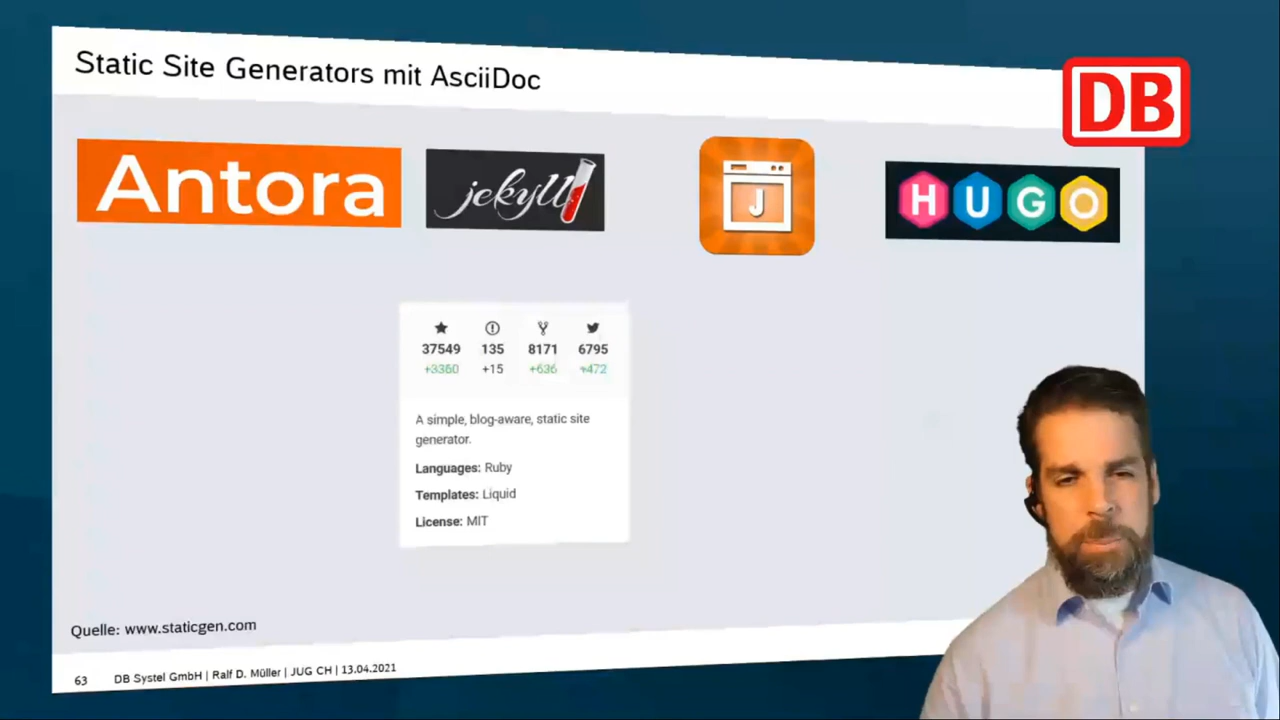 Static Site Generators mit AsciiDoc
DB
Antora
jekyll
J
HUGO
37549 135 8171 6795
+3360 +15 +636 +472
A simple, blog-aware, static site
generator.
Languages: Ruby
Templates: Liquid
License: MIT
Quelle: www.staticgen.com
63 DB Systel GmbH | Ralf D. Müller | JUG CH | 13.04.2021